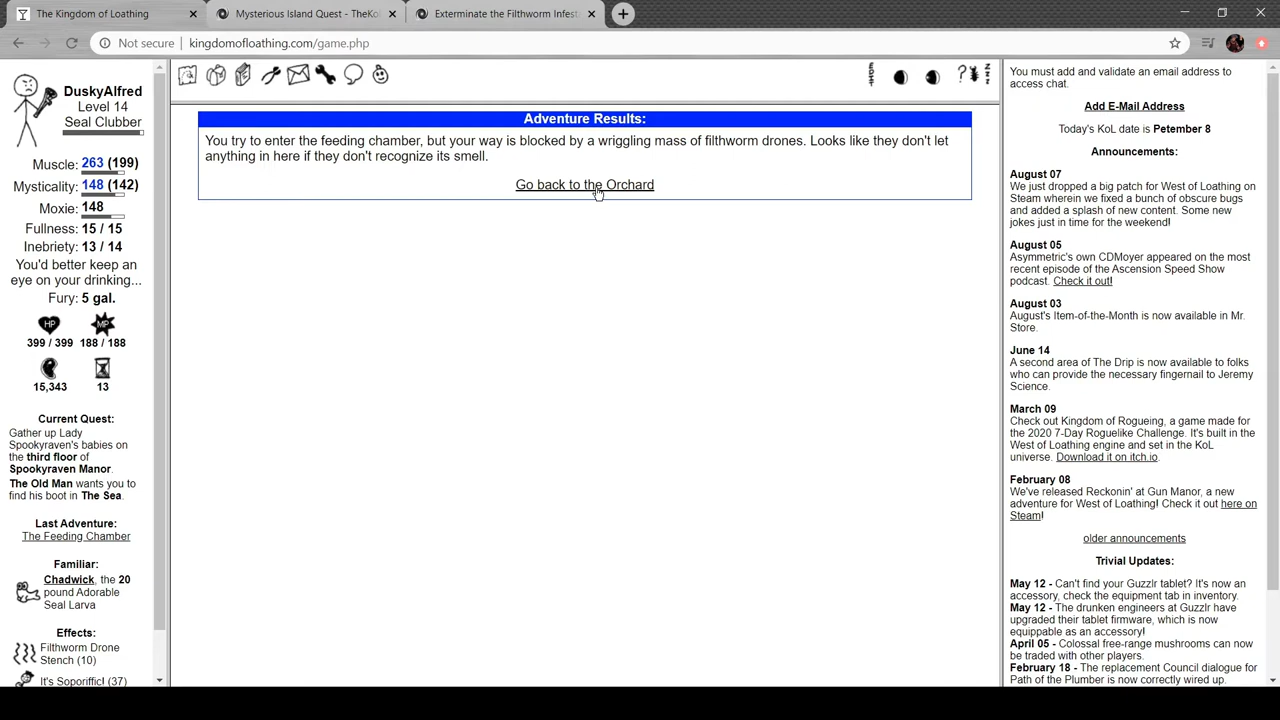 The Kingdom of Loathing
Mysterious Island Quest - TheKo
Exterminate the Filthworm Infest
Not secure | kingdomofloathing.com/game.php
DuskyAlfred
Level 14
Seal Clubber
Muscle: 263 (199)
Mysticality: 148 (142)
Moxie: 148
Fullness: 15 / 15
Inebriety: 13 / 14
You'd better keep an
eye on your drinking...
Fury: 5 gal.
HP MP
399 / 399 188 / 188
15,343 13
Current Quest:
Gather up Lady
Spookyraven's babies on
the third floor of
Spookyraven Manor.
The Old Man wants you to
find his boot in The Sea.
Last Adventure:
The Feeding Chamber
Familiar:
Chadwick, the 20
pound Adorable
Seal Larva
Effects:
Filthworm Drone
Stench (10)
It's Soporiffic! (37)
Adventure Results:
You try to enter the feeding chamber, but your way is blocked by a wriggling mass of filthworm drones. Looks like they don't let
anything in here if they don't recognize its smell.
Go back to the Orchard
You must add and validate an email address to
access chat.
Add E-Mail Address
Today's KoL date is Petember 8
Announcements:
August 07
We just dropped a big patch for West of Loathing on
Steam wherein we fixed a bunch of obscure bugs
and added a splash of new content. Some new
jokes just in time for the weekend!
August 05
Asymmetric's own CDMoyer appeared on the most
recent episode of the Ascension Speed Show
podcast. Check it out!
August 03
August's Item-of-the-Month is now available in Mr.
Store.
June 14
A second area of The Drip is now available to folks
who can provide the necessary fingernail to Jeremy
Science.
March 09
Check out Kingdom of Rogueing, a game made for
the 2020 7-Day Roguelike Challenge. It's built in the
West of Loathing engine and set in the KoL
universe. Download it on itch.io.
February 08
We've released Reckonin' at Gun Manor, a new
adventure for West of Loathing! Check it out here on
Steam!
older announcements
Trivial Updates:
May 12 - Can't find your Guzzlr tablet? It's now an
accessory, check the equipment tab in inventory.
May 12 - The drunken engineers at Guzzlr have
upgraded their tablet firmware, which is now
equippable as an accessory!
April 05 - Colossal free-range mushrooms can now
be traded with other players.
February 18 - The replacement Council dialogue for
Path of the Plumber is now correctly wired up.